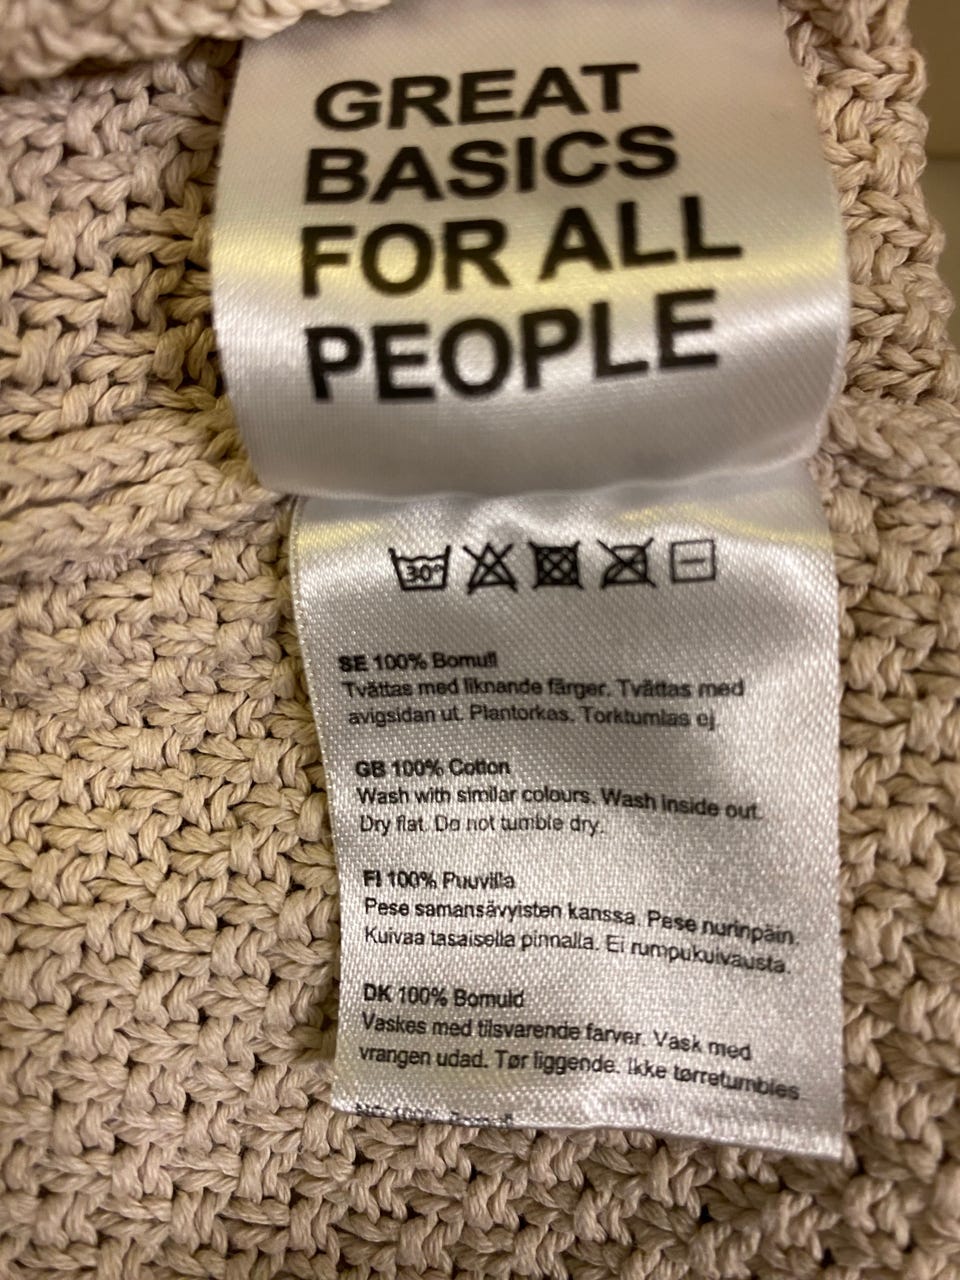 GREAT
BASICS
FOR ALL
PEOPLE
30°
SE 100% Bomull
Tvättas med liknande färger. Tvättas med
avigsidan ut. Plantorkas. Torktumlas ej.
GB 100% Cotton
Wash with similar colours. Wash inside out.
Dry flat. Do not tumble dry.
FI 100% Puuvilla
Pese samansävyisten kanssa. Pese nurinpäin.
Kuivaa tasaisella pinnalla. Ei rumpukuivausta.
DK 100% Bomuld
Vaskes med tilsvarende farver. Vask med
vrangen udad. Tør liggende. Ikke tørretumbles